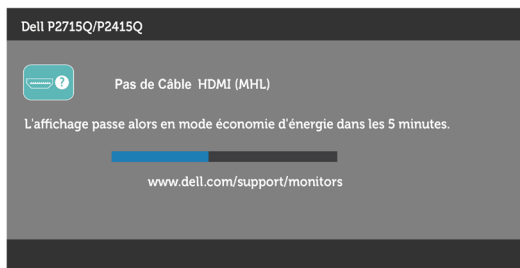 Dell P2715Q/P2415Q
Pas de Câble HDMI (MHL)
L'affichage passe alors en mode économie d'énergie dans les 5 minutes.
www.dell.com/support/monitors